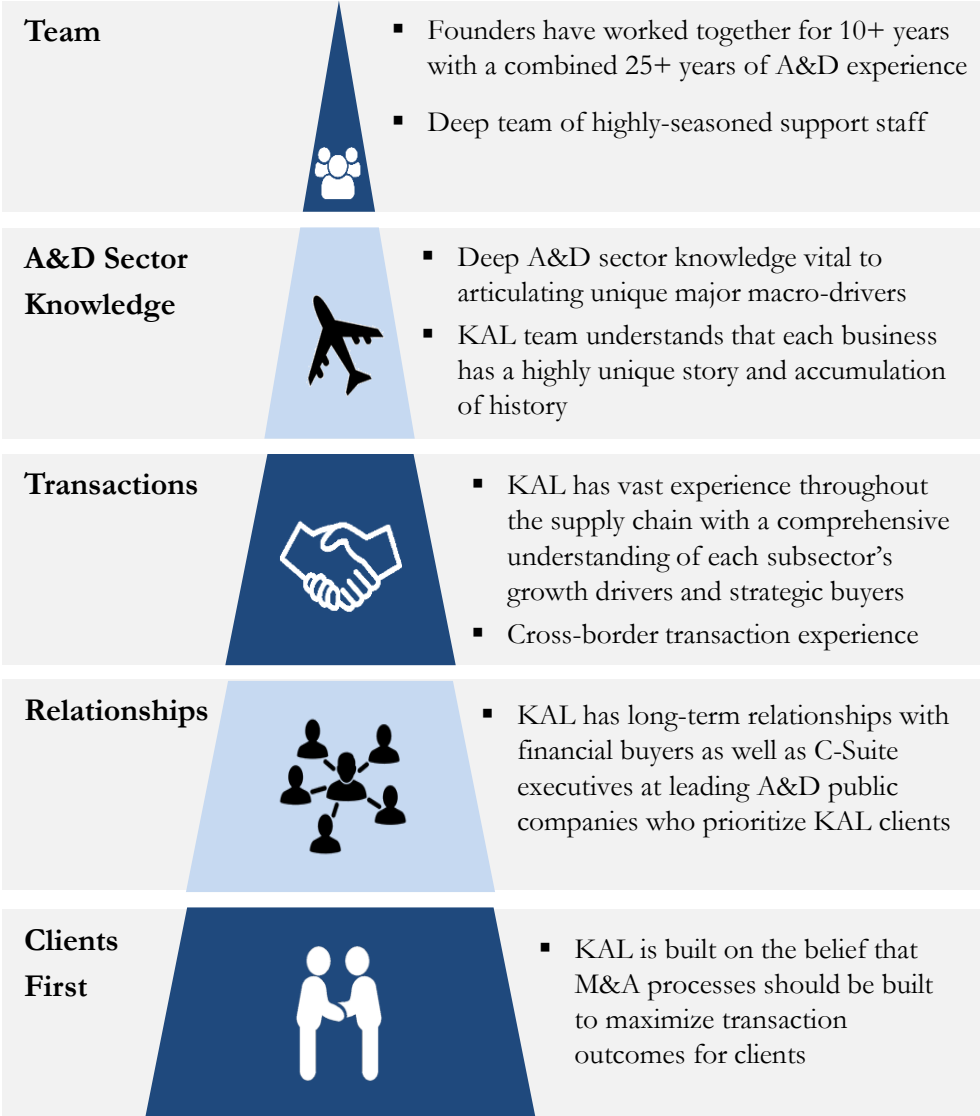 Team
▪ Founders have worked together for 10+ years
with a combined 25+ years of A&D experience
▪ Deep team of highly-seasoned support staff
A&D Sector
Knowledge
▪ Deep A&D sector knowledge vital to
articulating unique major macro-drivers
▪ KAL team understands that each business
has a highly unique story and accumulation
of history
Transactions
▪ KAL has vast experience throughout
the supply chain with a comprehensive
understanding of each subsector’s
growth drivers and strategic buyers
▪ Cross-border transaction experience
Relationships
▪ KAL has long-term relationships with
financial buyers as well as C-Suite
executives at leading A&D public
companies who prioritize KAL clients
Clients
First
▪ KAL is built on the belief that
M&A processes should be built
to maximize transaction
outcomes for clients